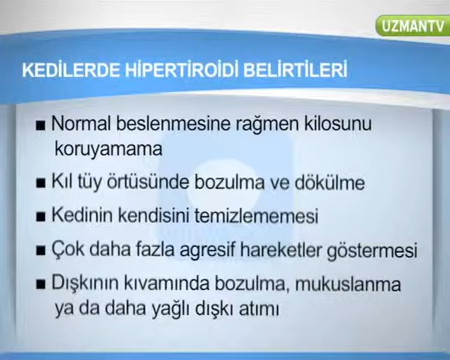 UZMANTV
KEDİLERDE HİPERTİROİDİ BELİRTİLERİ
■ Normal beslenmesine rağmen kilosunu
koruyamama
■ Kıl tüy örtüsünde bozulma ve dökülme
■ Kedinin kendisini temizlememesi
■ Çok daha fazla agresif hareketler göstermesi
■ Dışkının kıvamında bozulma, mukuslanma
ya da daha yağlı dışkı atımı